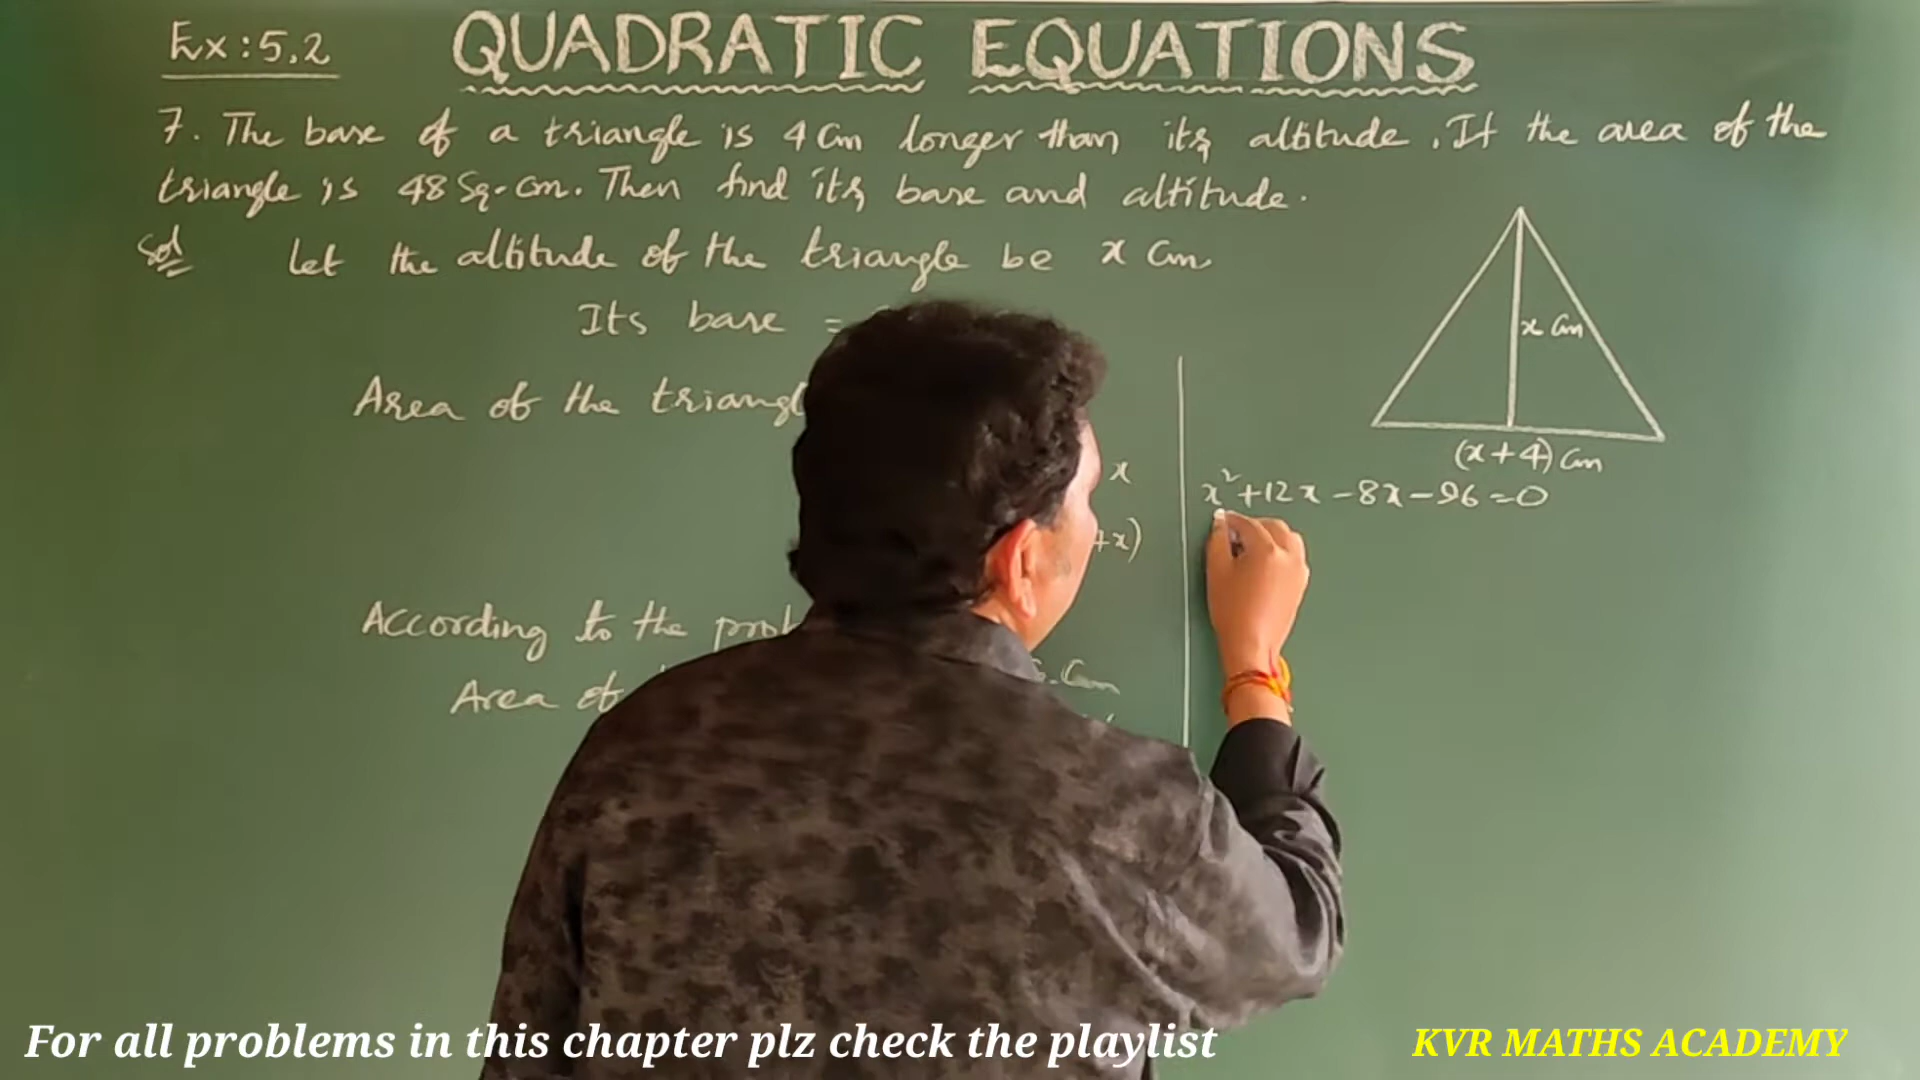 Ex:5.2
QUADRATIC EQUATIONS
7. The base of a triangle is 4 cm longer than its altitude. If the area of the
triangle is 48 Sq.cm. Then find its base and altitude.
Sol Let the altitude of the triangle be x cm
Its base =
Area of the triangl
x
+x)
According to the prob
Area of
cm
x cm
(x+4) cm
x²+12x-8x-96=0
For all problems in this chapter plz check the playlist
KVR MATHS ACADEMY